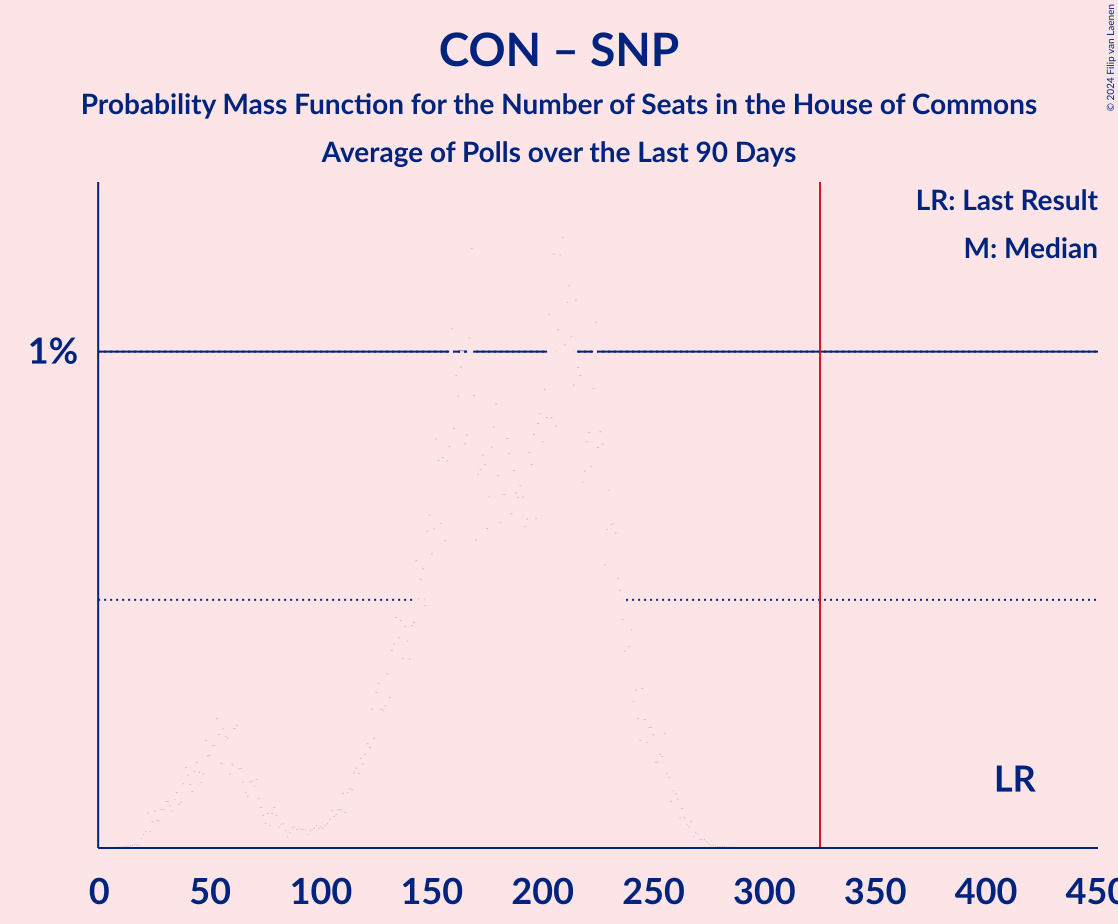 CON – SNP
Probability Mass Function for the Number of Seats in the House of Commons
Average of Polls over the Last 90 Days
© 2024 Filip van Laenen
LR: Last Result
M: Median
1%
LR
0 50 100 150 200 250 300 350 400 450